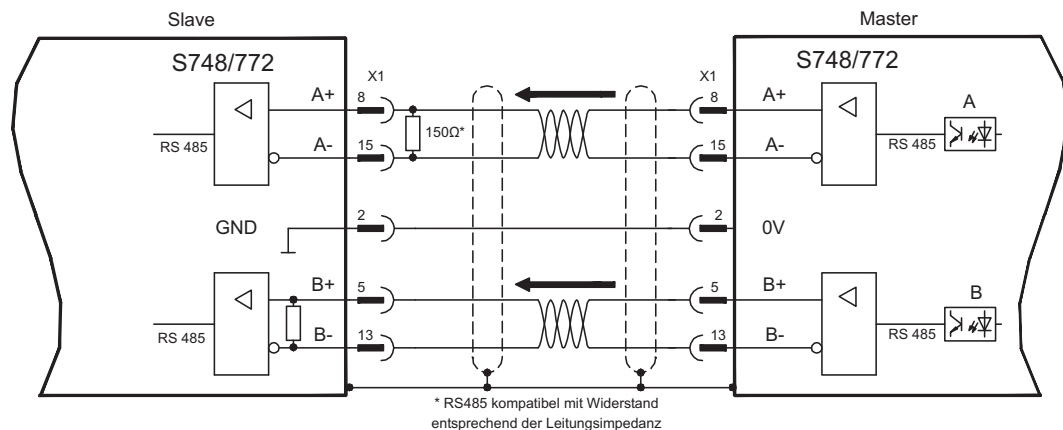 Slave Master
S748/772 S748/772
X1 X1
A+ 8 8 A+ A
150Ω*
RS 485 A- 15 15 A- RS 485
GND 2 2 0V
B+ 5 5 B+ B
RS 485 B- 13 13 B- RS 485
* RS485 kompatibel mit Widerstand
entsprechend der Leitungsimpedanz